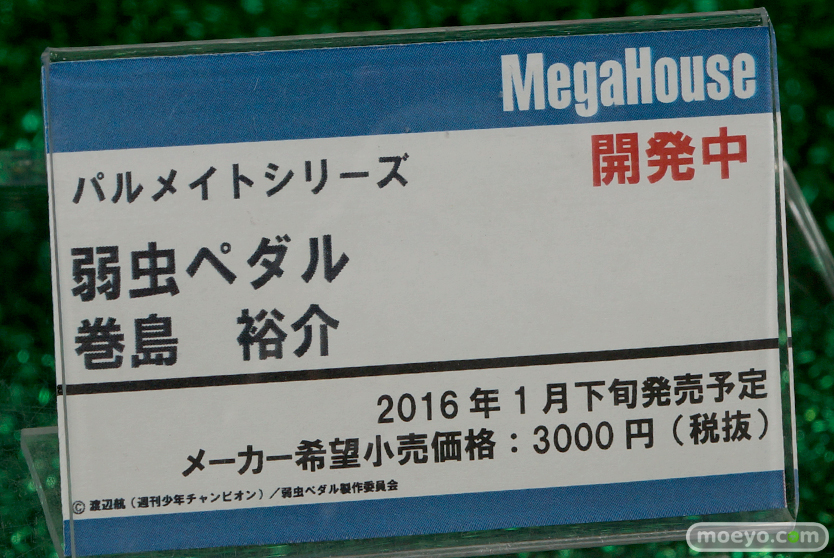 MegaHouse
開発中
パルメイトシリーズ
弱虫ペダル
巻島　裕介
2016年1月下旬発売予定
メーカー希望小売価格：3000円（税抜）
©渡辺航（週刊少年チャンピオン）／弱虫ペダル製作委員会
moeyo.com